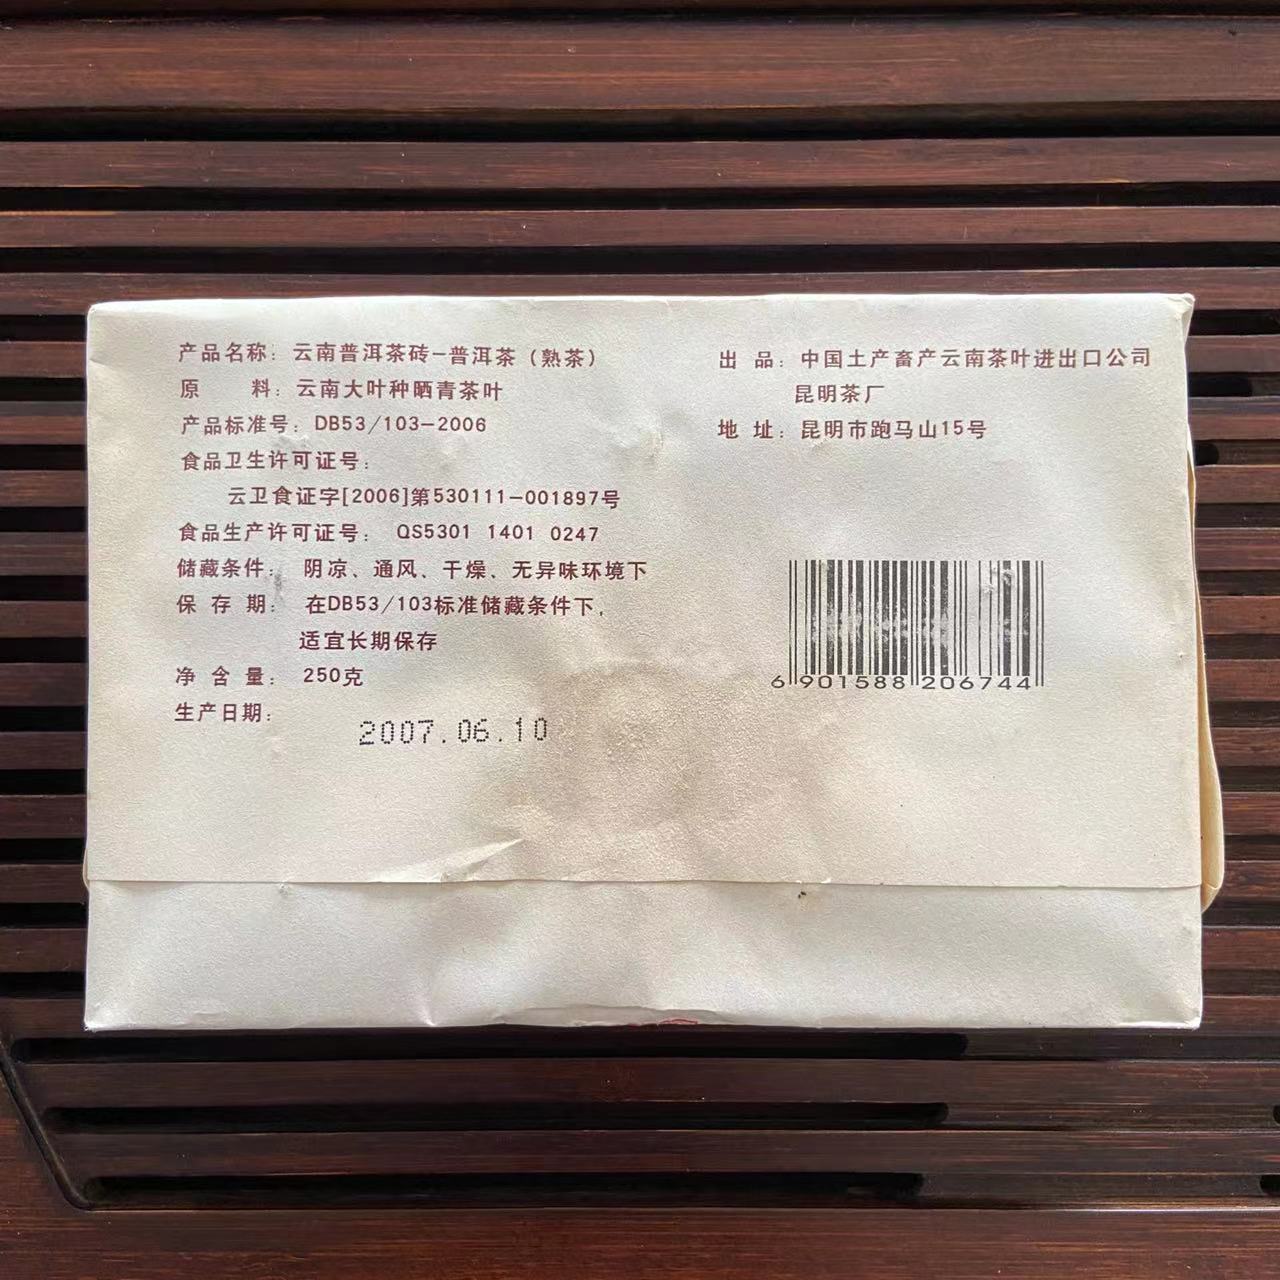 产品名称：云南普洱茶砖-普洱茶（熟茶）
原 料：云南大叶种晒青茶叶
产品标准号：DB53/103-2006
食品卫生许可证号：
云卫食证字[2006]第530111-001897号
食品生产许可证号： QS5301 1401 0247
储藏条件： 阴凉、通风、干燥、无异味环境下
保 存 期： 在DB53/103标准储藏条件下，
适宜长期保存
净 含 量： 250克
生产日期：
2007.06.10
出 品：中国土产畜产云南茶叶进出口公司
昆明茶厂
地 址：昆明市跑马山15号
6 901588 206744